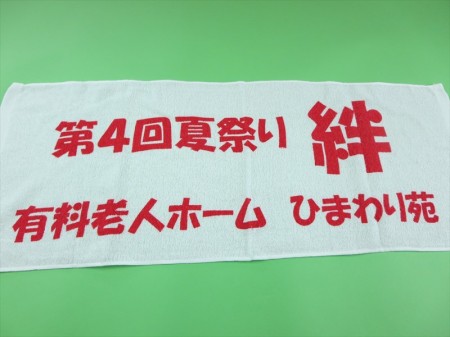 第4回夏祭り 絆
有料老人ホーム ひまわり苑